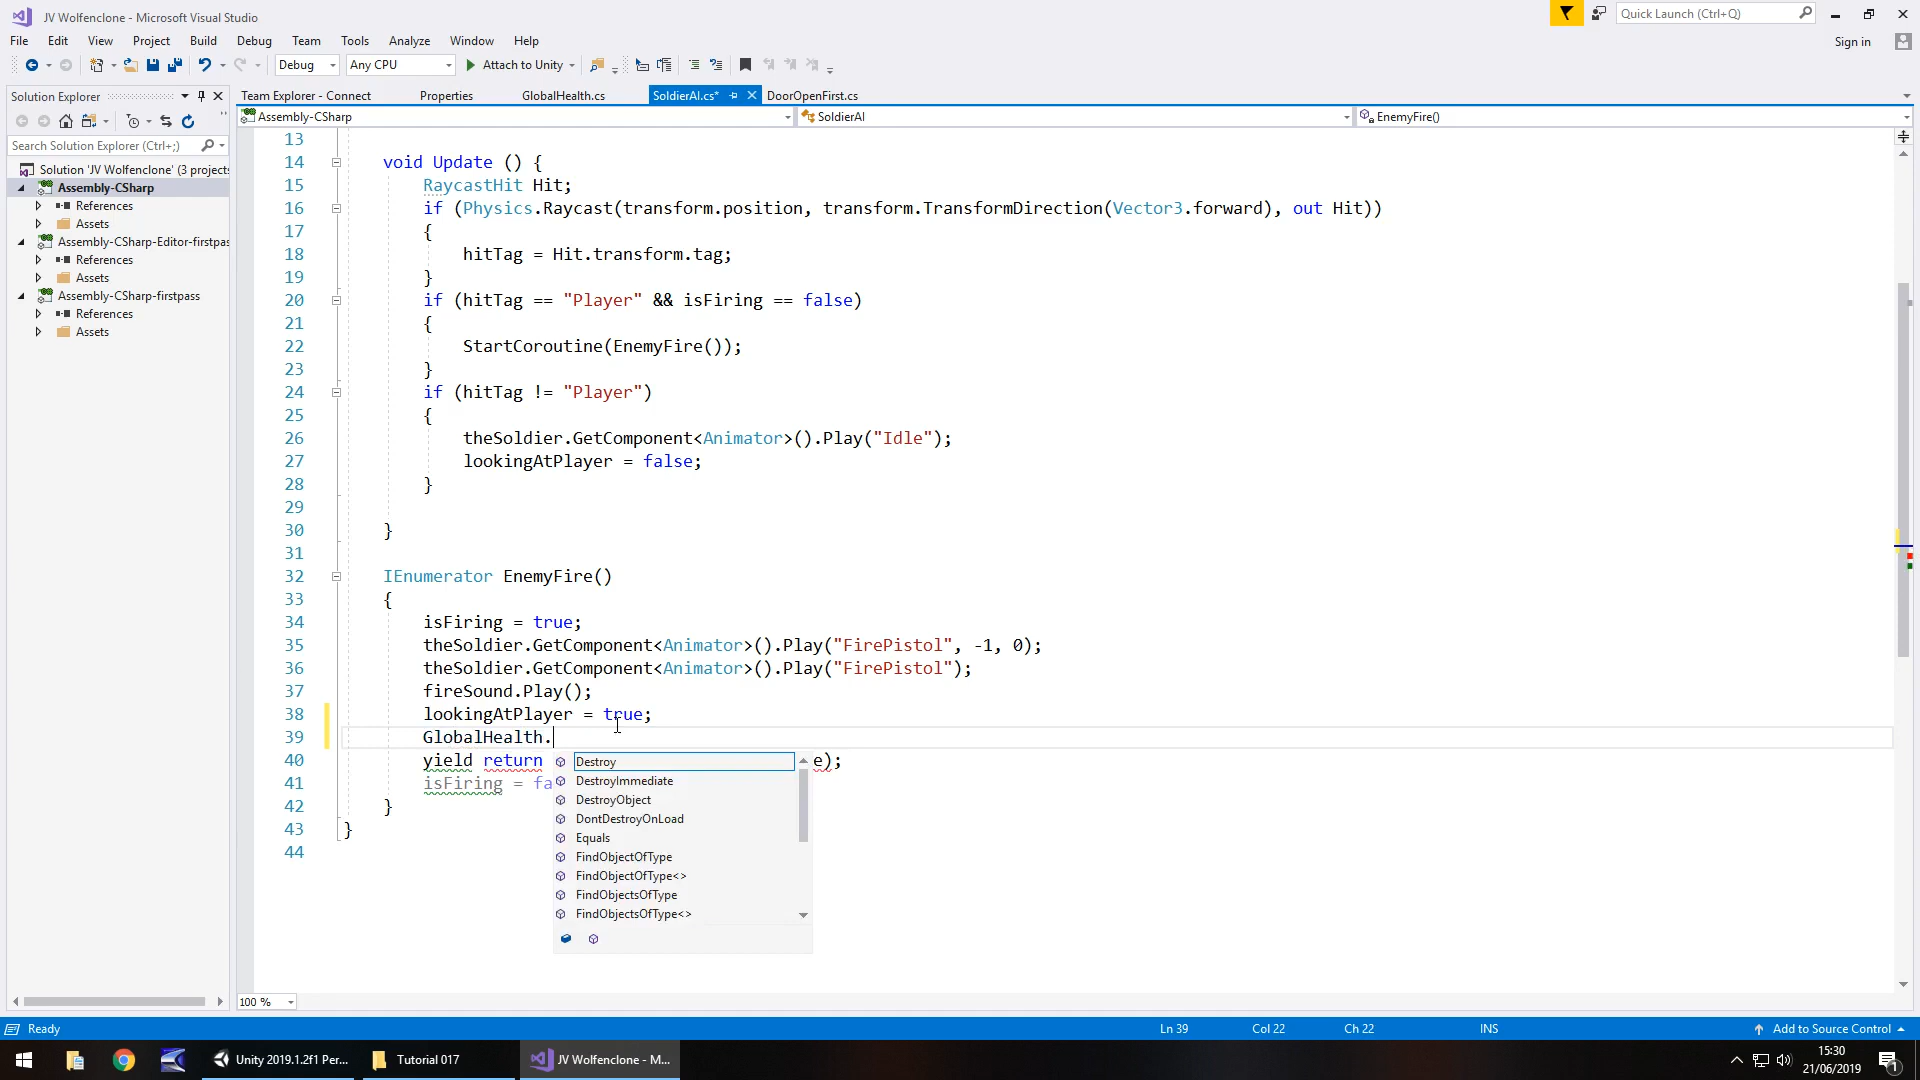 JV Wolfenclone - Microsoft Visual Studio
Quick Launch (Ctrl+Q)
File Edit View Project Build Debug Team Tools Analyze Window Help
Sign in
Debug Any CPU Attach to Unity
Solution Explorer
Team Explorer - Connect Properties GlobalHealth.cs SoldierAI.cs* DoorOpenFirst.cs
Assembly-CSharp SoldierAI EnemyFire()
Search Solution Explorer (Ctrl+;)
Solution 'JV Wolfenclone' (3 projects
Assembly-CSharp
References
Assets
Assembly-CSharp-Editor-firstpas
References
Assets
Assembly-CSharp-firstpass
References
Assets
13
14 void Update () {
15 RaycastHit Hit;
16 if (Physics.Raycast(transform.position, transform.TransformDirection(Vector3.forward), out Hit))
17 {
18 hitTag = Hit.transform.tag;
19 }
20 if (hitTag == "Player" && isFiring == false)
21 {
22 StartCoroutine(EnemyFire());
23 }
24 if (hitTag != "Player")
25 {
26 theSoldier.GetComponent<Animator>().Play("Idle");
27 lookingAtPlayer = false;
28 }
29
30 }
31
32 IEnumerator EnemyFire()
33 {
34 isFiring = true;
35 theSoldier.GetComponent<Animator>().Play("FirePistol", -1, 0);
36 theSoldier.GetComponent<Animator>().Play("FirePistol");
37 fireSound.Play();
38 lookingAtPlayer = true;
39 GlobalHealth.
40 yield return e);
41 isFiring = fa
42 }
43 }
44
Destroy
DestroyImmediate
DestroyObject
DontDestroyOnLoad
Equals
FindObjectOfType
FindObjectOfType<>
FindObjectsOfType
FindObjectsOfType<>
100 %
Ready Ln 39 Col 22 Ch 22 INS Add to Source Control
Unity 2019.1.2f1 Per... Tutorial 017 JV Wolfenclone - M...
15:30
21/06/2019
1